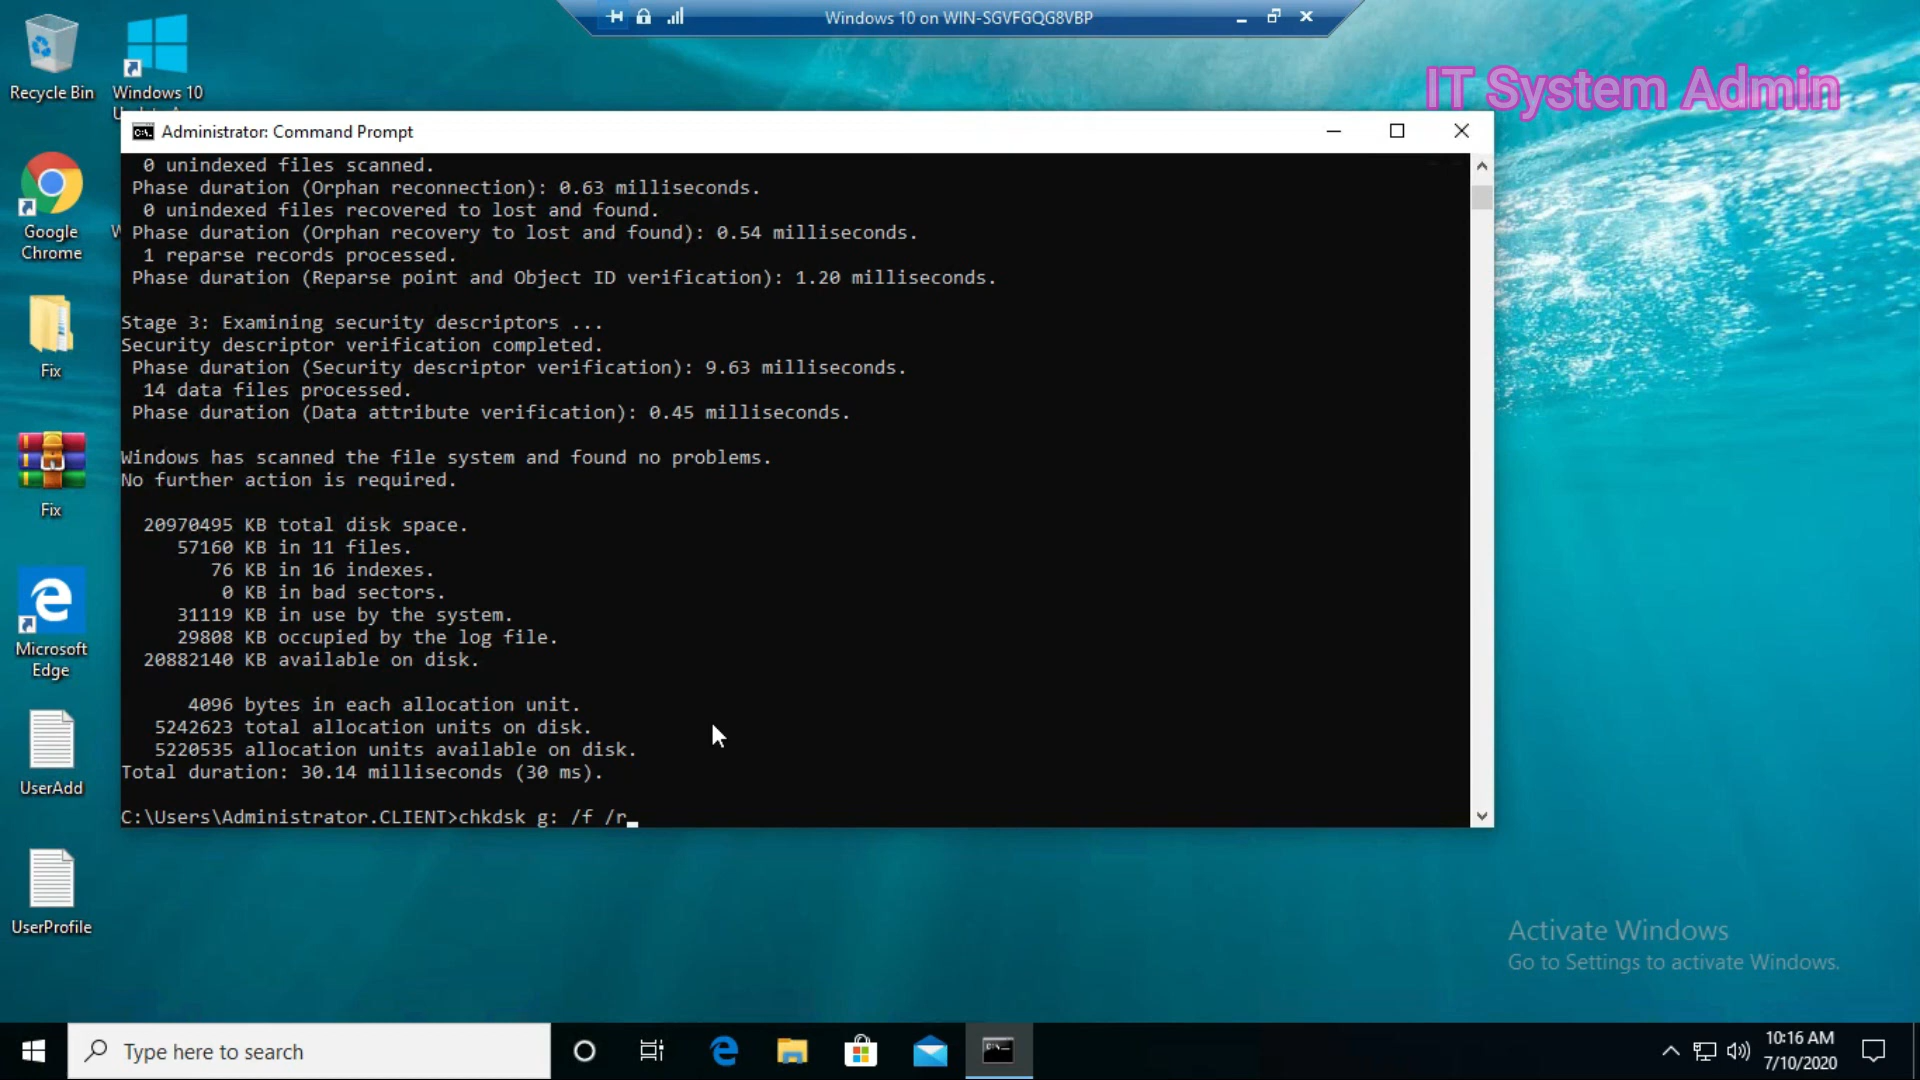 Windows 10 on WIN-SGVFGQG8VBP
IT System Admin
Recycle Bin
Windows 10
Google
Chrome
Fix
Fix
Microsoft
Edge
UserAdd
UserProfile
Administrator: Command Prompt
0 unindexed files scanned.
Phase duration (Orphan reconnection): 0.63 milliseconds.
0 unindexed files recovered to lost and found.
Phase duration (Orphan recovery to lost and found): 0.54 milliseconds.
1 reparse records processed.
Phase duration (Reparse point and Object ID verification): 1.20 milliseconds.
Stage 3: Examining security descriptors ...
Security descriptor verification completed.
Phase duration (Security descriptor verification): 9.63 milliseconds.
14 data files processed.
Phase duration (Data attribute verification): 0.45 milliseconds.
Windows has scanned the file system and found no problems.
No further action is required.
20970495 KB total disk space.
57160 KB in 11 files.
76 KB in 16 indexes.
0 KB in bad sectors.
31119 KB in use by the system.
29808 KB occupied by the log file.
20882140 KB available on disk.
4096 bytes in each allocation unit.
5242623 total allocation units on disk.
5220535 allocation units available on disk.
Total duration: 30.14 milliseconds (30 ms).
C:\Users\Administrator.CLIENT>chkdsk g: /f /r_
Activate Windows
Go to Settings to activate Windows.
Type here to search
10:16 AM
7/10/2020